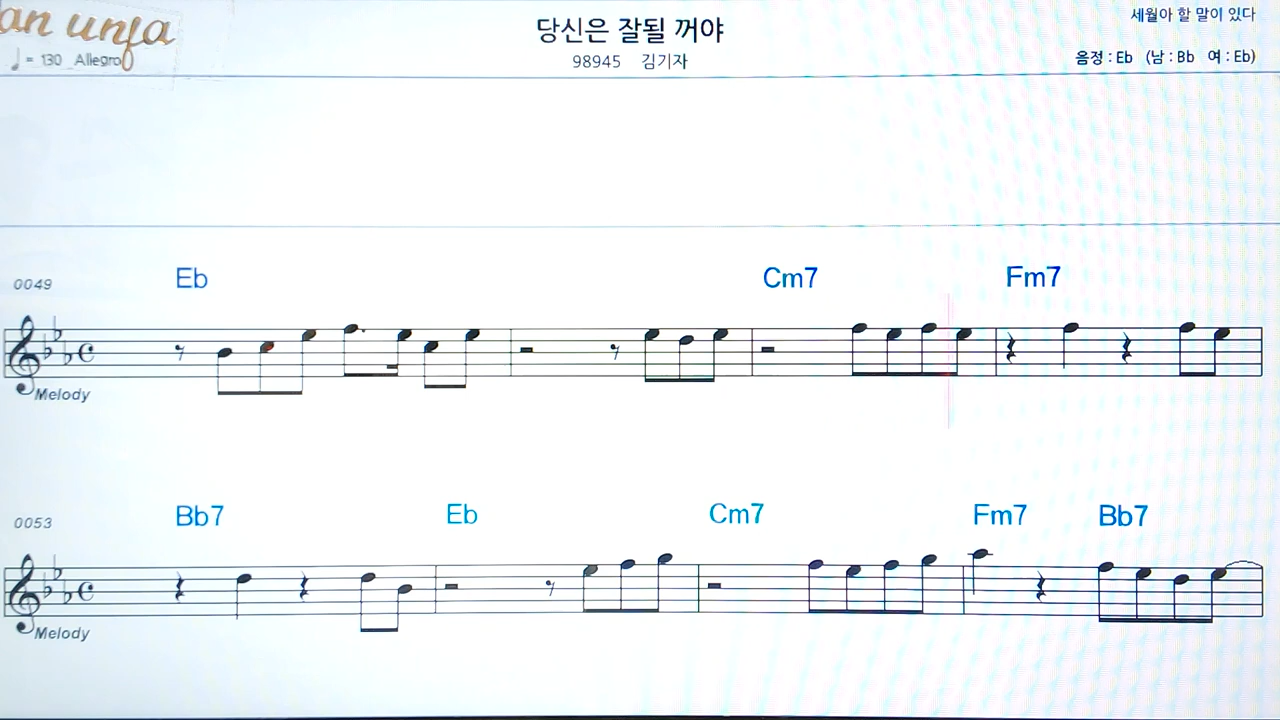 an unja
당신은 잘될 꺼야
세월아 할 말이 있다
♩= 130 Allegro
98945 김기자
음정 : Eb (남 : Bb 여 : Eb)
0049 Eb Cm7 Fm7
Melody
0053 Bb7 Eb Cm7 Fm7 Bb7
Melody